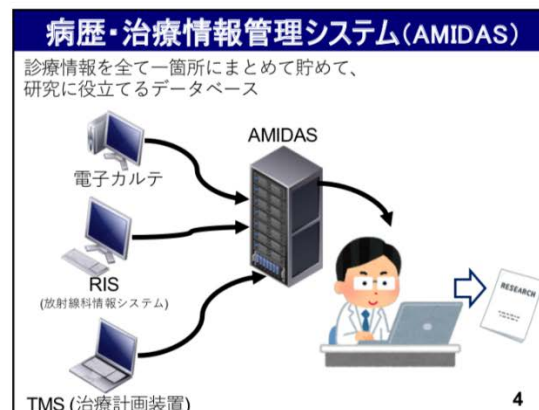 病歴・治療情報管理システム(AMIDAS)
診療情報を全て一箇所にまとめて貯めて、
研究に役立てるデータベース
AMIDAS
電子カルテ
RIS
(放射線科情報システム)
RESEARCH
TMS (治療計画装置)
4